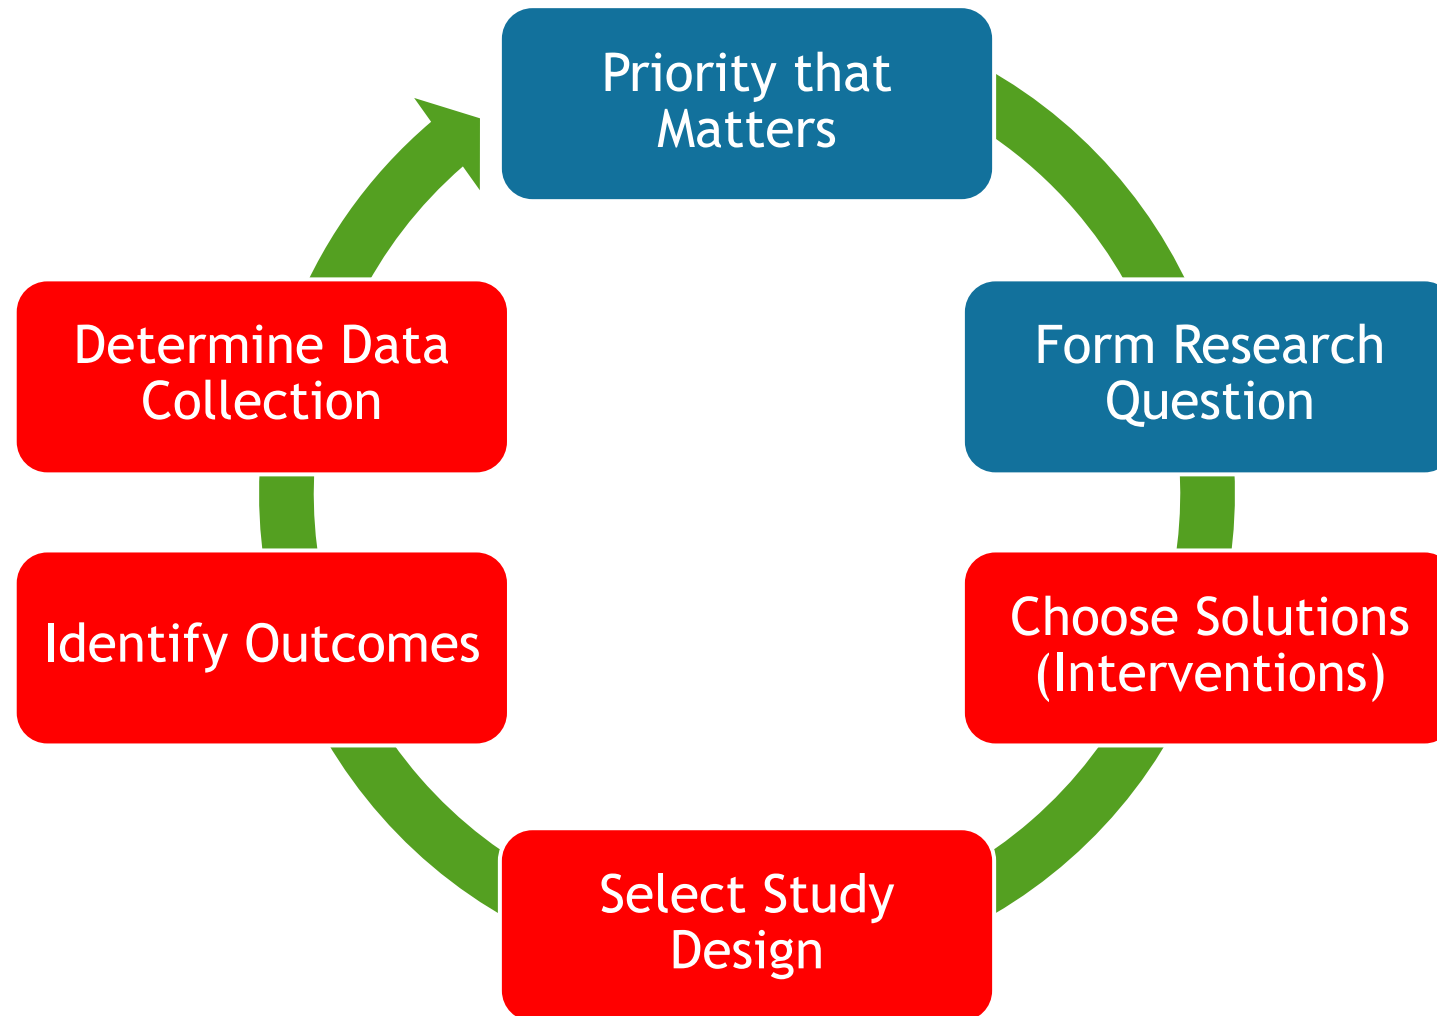 Priority that
Matters
Form Research
Question
Choose Solutions
(Interventions)
Select Study
Design
Identify Outcomes
Determine Data
Collection